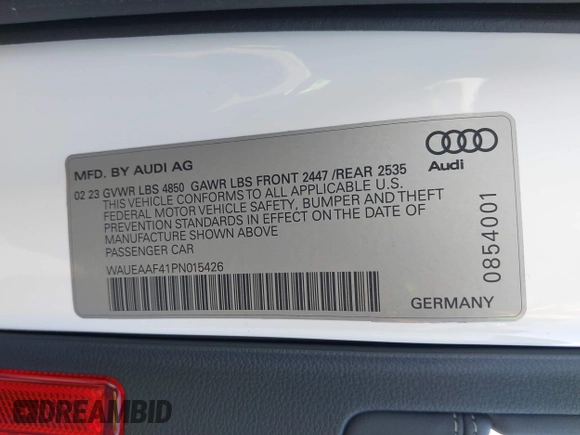 MFD. BY AUDI AG
Audi
02 23 GVWR LBS 4850 GAWR LBS FRONT 2447 /REAR 2535
THIS VEHICLE CONFORMS TO ALL APPLICABLE U.S.
FEDERAL MOTOR VEHICLE SAFETY, BUMPER AND THEFT
PREVENTION STANDARDS IN EFFECT ON THE DATE OF
MANUFACTURE SHOWN ABOVE
PASSENGER CAR
WAUEAAF41PN015426
0854001
GERMANY
DREAMBID